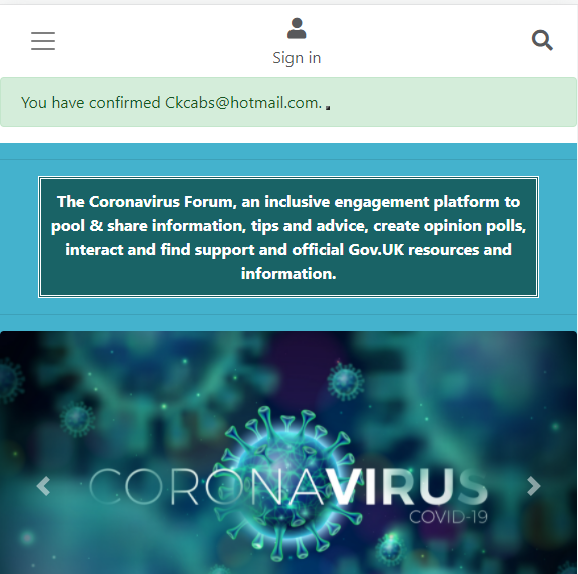 Sign in
You have confirmed Ckcabs@hotmail.com.
The Coronavirus Forum, an inclusive engagement platform to
pool & share information, tips and advice, create opinion polls,
interact and find support and official Gov.UK resources and
information.
CORONAVIRUS
COVID-19